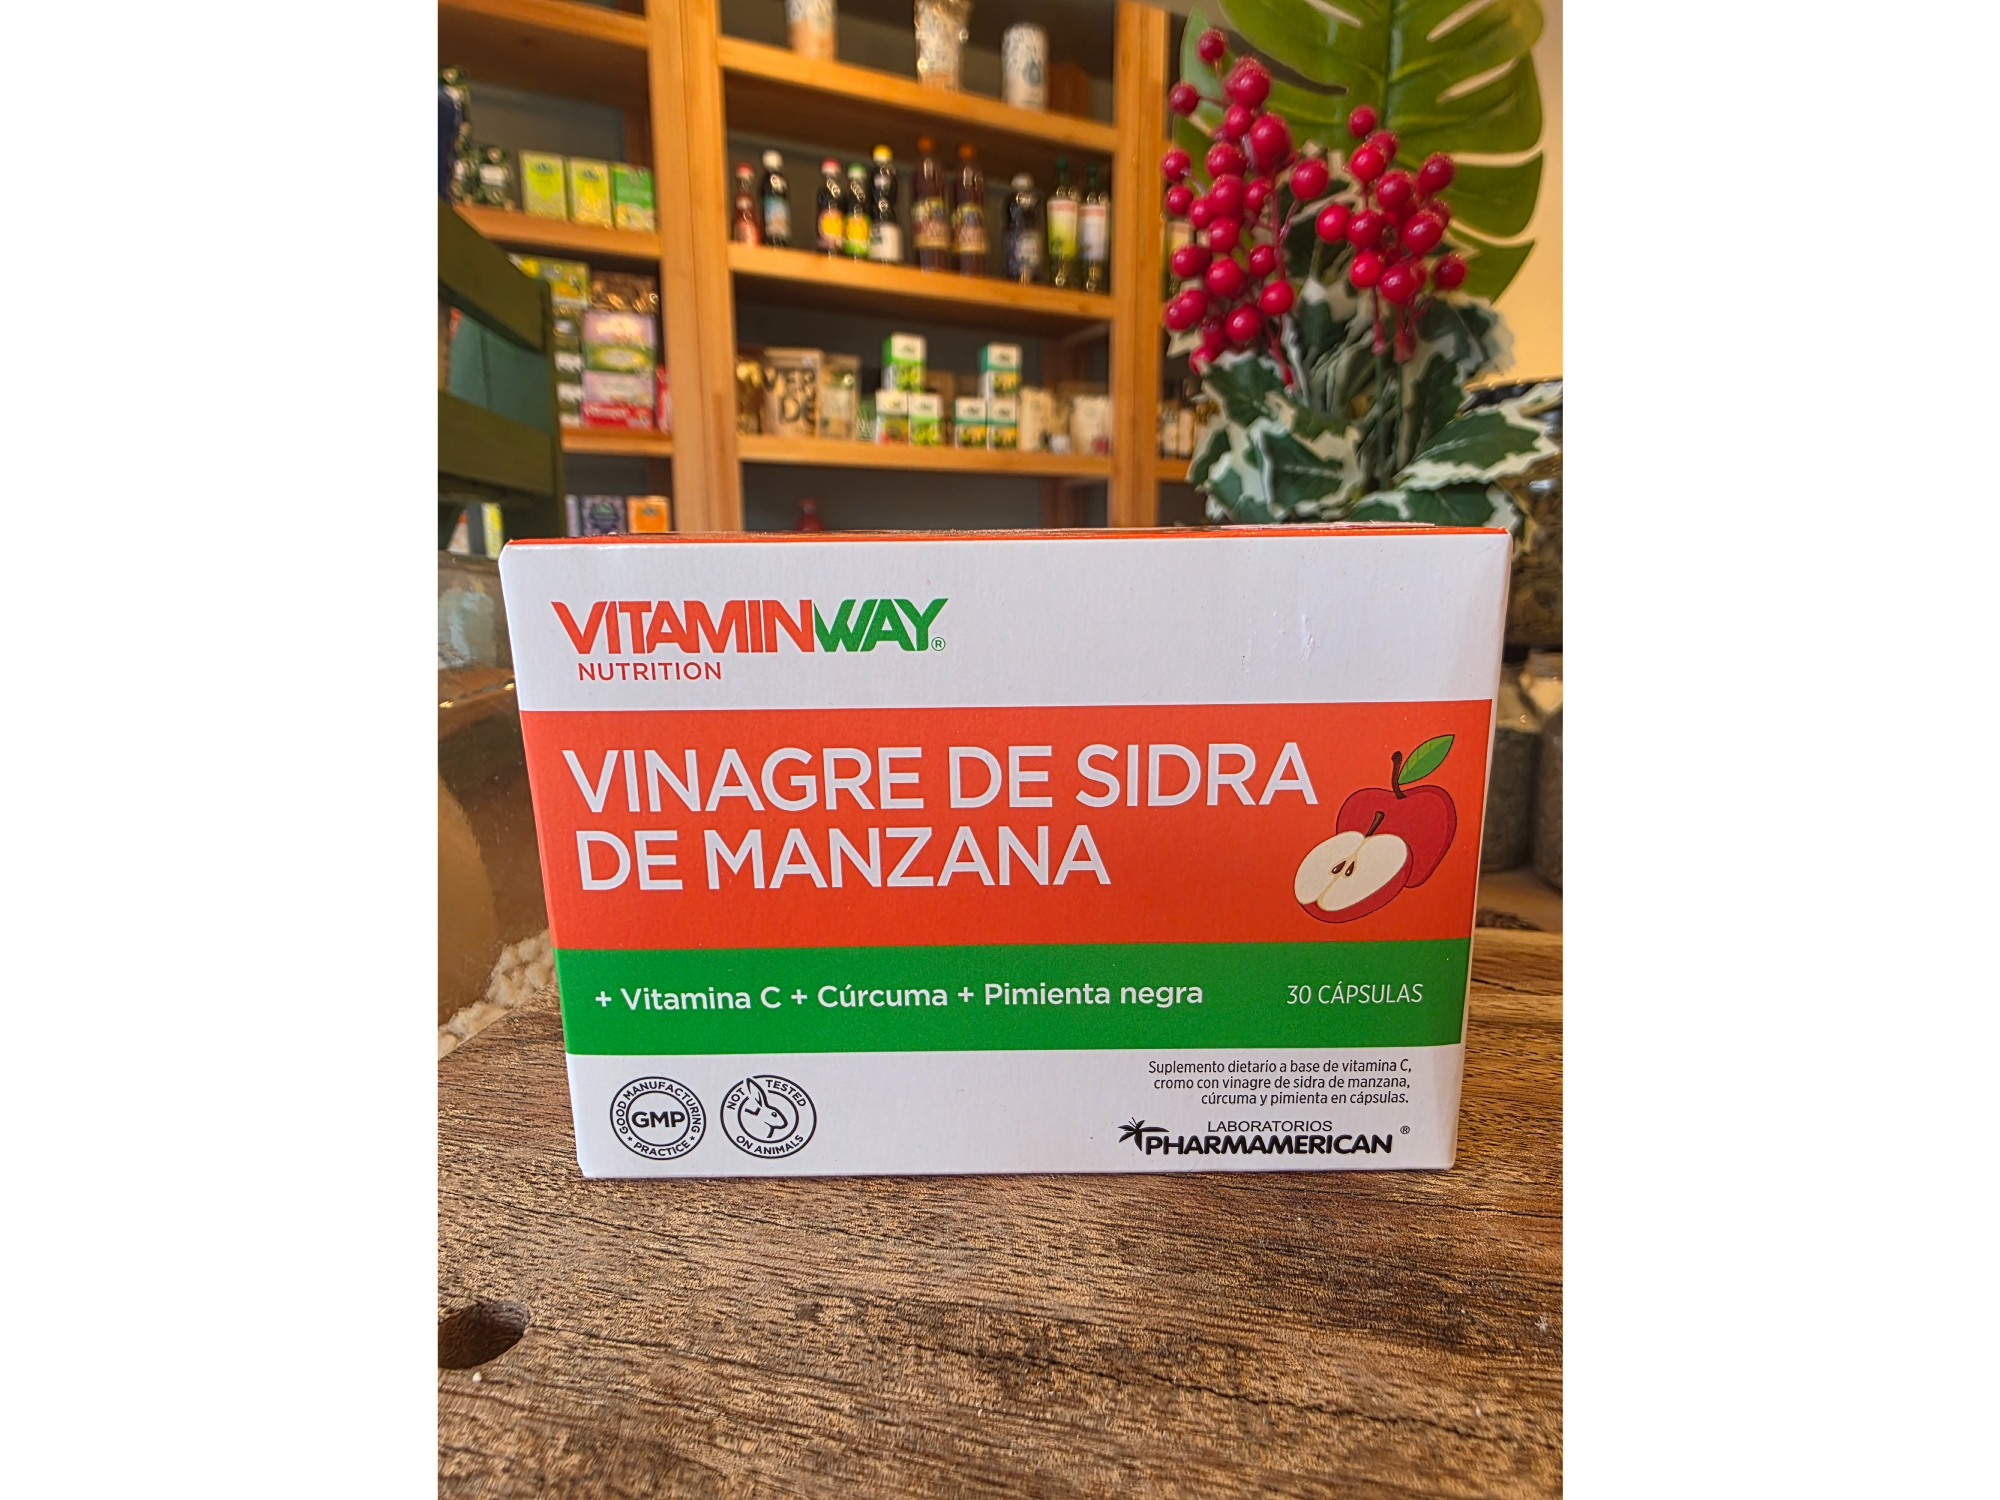 VITAMINWAY®
NUTRITION
VINAGRE DE SIDRA
DE MANZANA
+ Vitamina C + Cúrcuma + Pimienta negra
30 CÁPSULAS
GOOD MANUFACTURING
GMP
PRACTICE
NOT TESTED
ON ANIMALS
Suplemento dietario a base de vitamina C,
cromo con vinagre de sidra de manzana,
cúrcuma y pimienta en cápsulas.
LABORATORIOS
PHARMAMERICAN ®
VER
DE